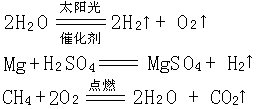 2H₂O 太阳光/催化剂 ══ 2H₂↑ + O₂↑
Mg+H₂SO₄ ══ MgSO₄+ H₂↑
CH₄+2O₂ 点燃 ══ 2H₂O + CO₂↑